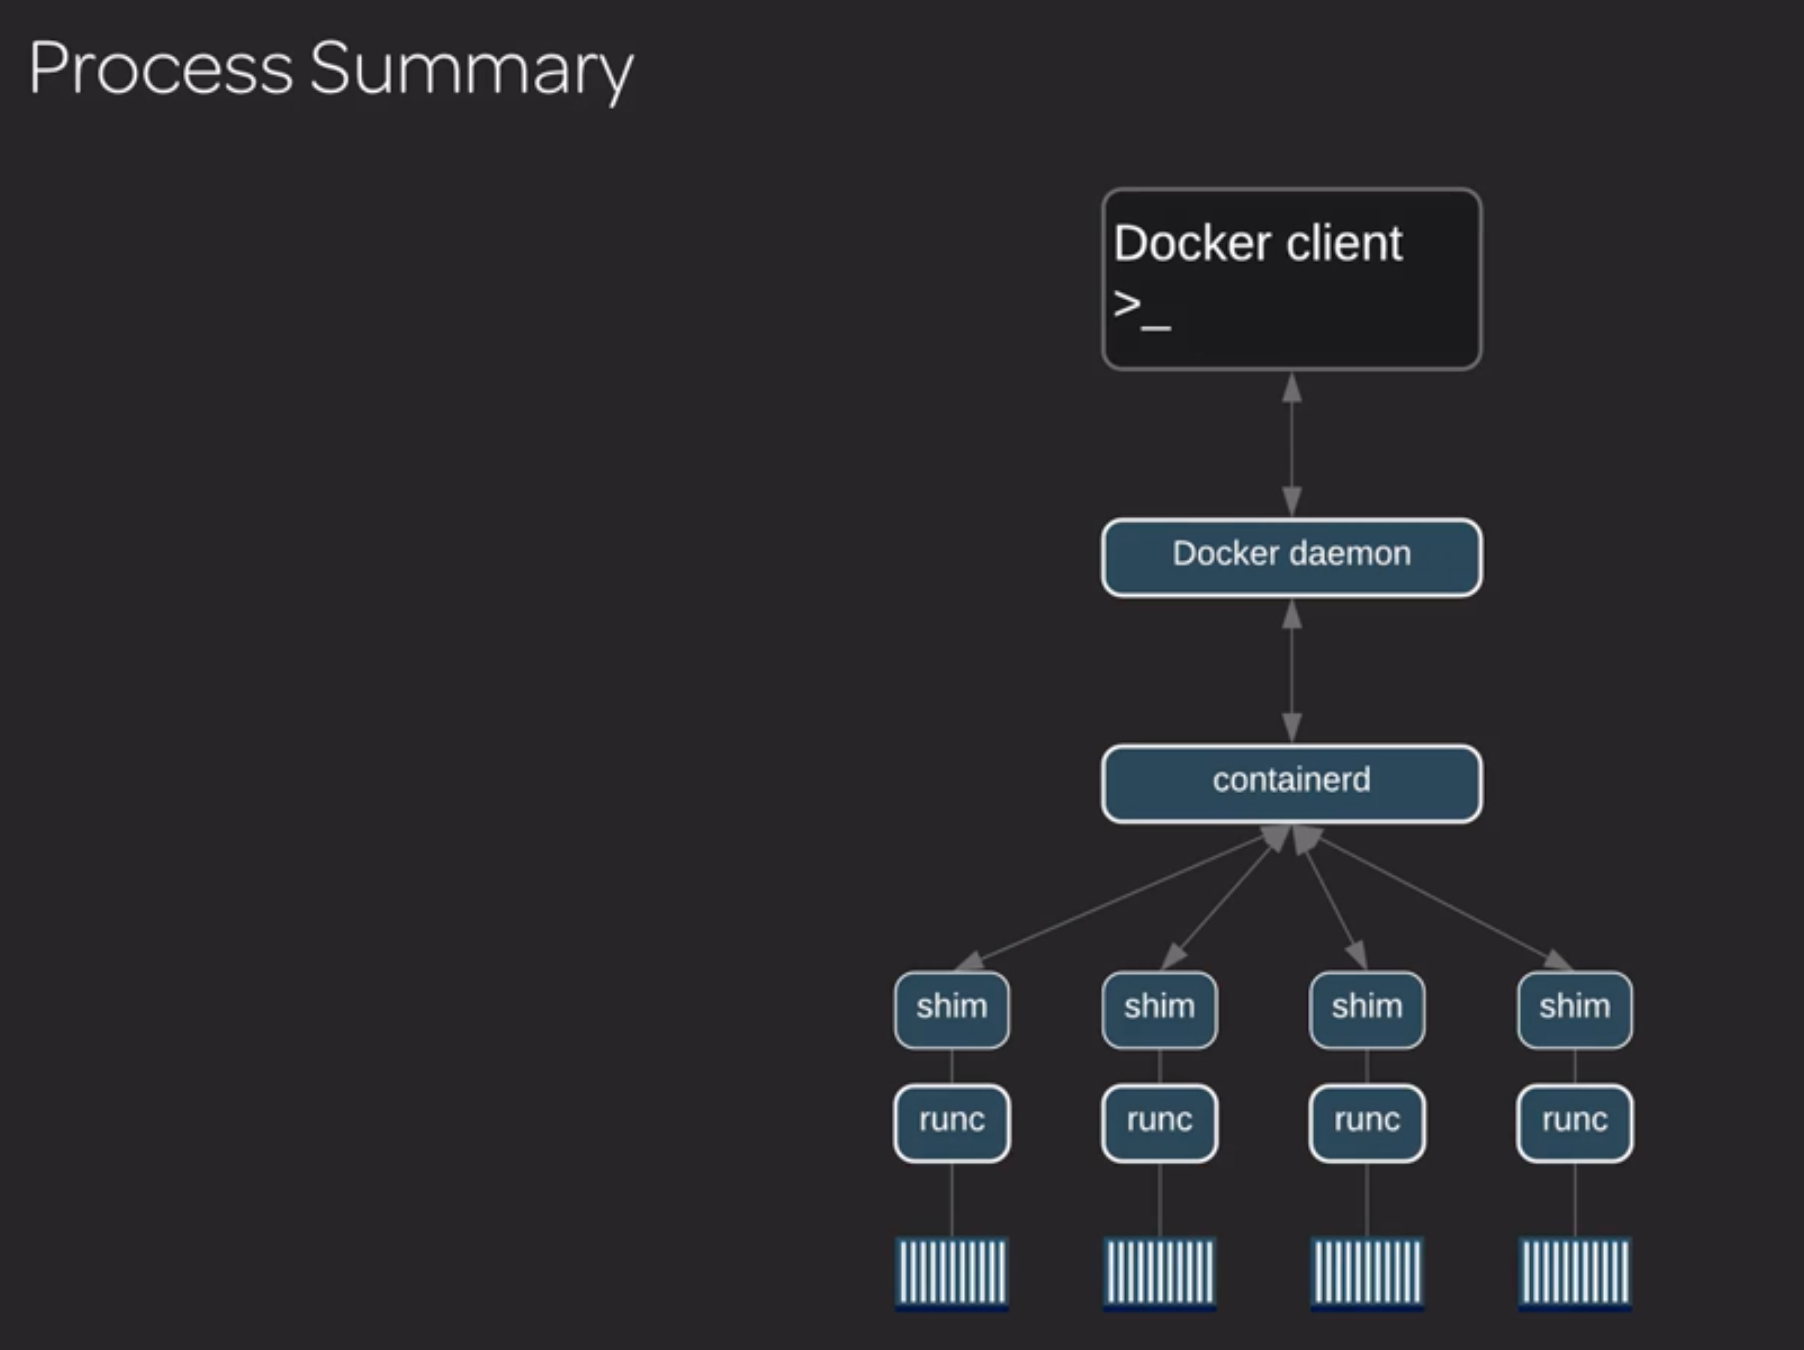 Process Summary
Docker client
>_
Docker daemon
containerd
shim shim shim shim
runc runc runc runc